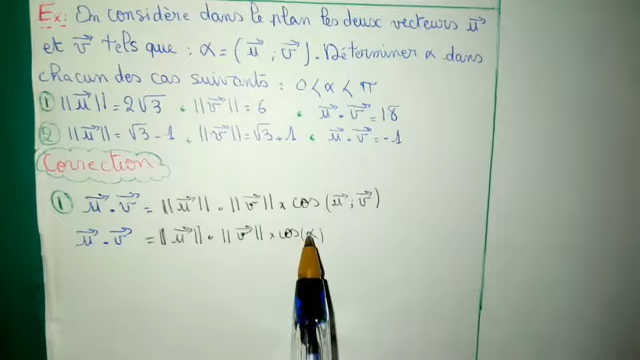 Ex: On considère dans le plan les deux vecteurs u⃗
et v⃗ tels que : α = (u⃗ ; v⃗). Déterminer α dans
chacun des cas suivants : 0 < α < π
① ||u⃗|| = 2√3 . ||v⃗|| = 6 . u⃗ . v⃗ = 18
② ||u⃗|| = √3 - 1 . ||v⃗|| = √3 + 1 . u⃗ . v⃗ = -1
Correction
① u⃗ . v⃗ = ||u⃗|| . ||v⃗|| × cos(u⃗ ; v⃗)
u⃗ . v⃗ = ||u⃗|| . ||v⃗|| × cos(α)